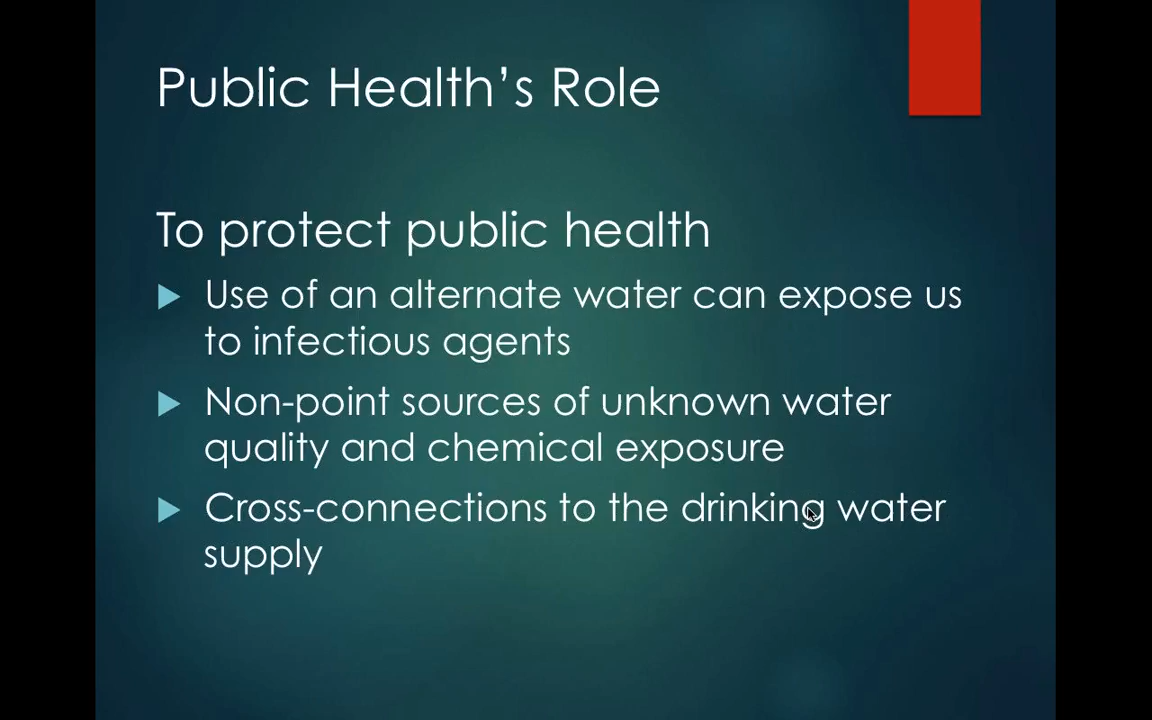 Public Health’s Role
To protect public health
Use of an alternate water can expose us
to infectious agents
Non-point sources of unknown water
quality and chemical exposure
Cross-connections to the drinking water
supply